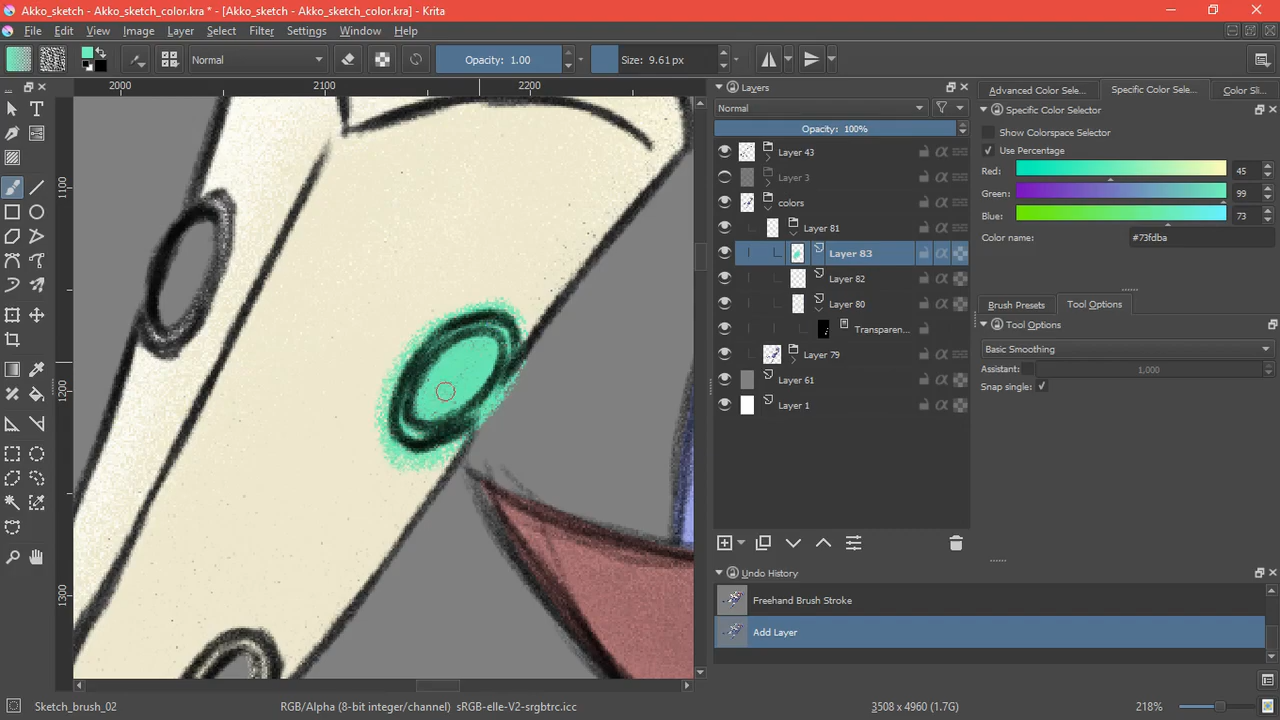 Akko_sketch - Akko_sketch_color.kra * - [Akko_sketch - Akko_sketch_color.kra] - Krita
File Edit View Image Layer Select Filter Settings Window Help
Normal Opacity: 1.00 Size: 9.61 px
Layers
Advanced Color Sele... Specific Color Sele... Color Sli...
2000 2100 2200
Normal
Specific Color Selector
Opacity: 100%
Show Colorspace Selector
Layer 43
Use Percentage
Red: 45
Layer 3
Green: 99
colors
Blue: 73
Layer 81
Color name: #73fdba
Layer 83
Layer 82
Layer 80
Brush Presets Tool Options
Tool Options
Transparen...
Basic Smoothing
Layer 79
Assistant: 1,000
Layer 61
Snap single:
Layer 1
1100
1200
1300
Undo History
Freehand Brush Stroke
Add Layer
Sketch_brush_02 RGB/Alpha (8-bit integer/channel) sRGB-elle-V2-srgbtrc.icc 3508 x 4960 (1.7G) 218%